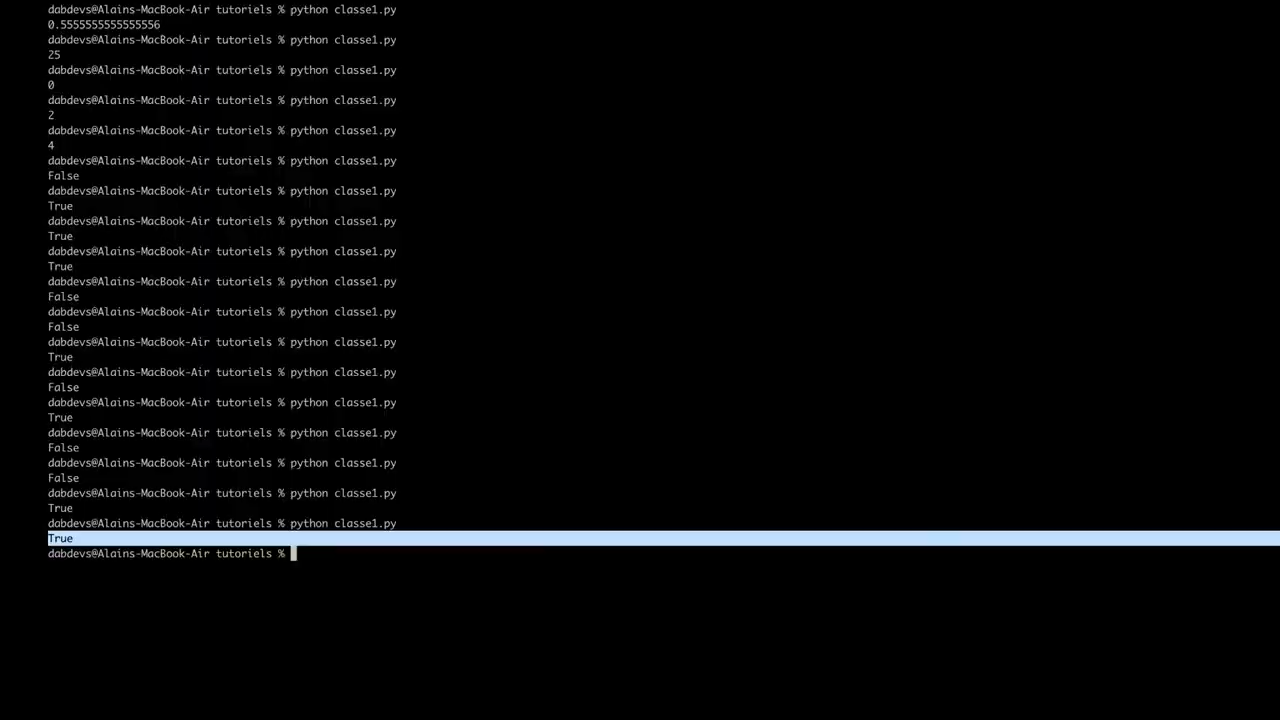 dabdevs@Alains-MacBook-Air tutoriels % python classe1.py
0.5555555555555556
dabdevs@Alains-MacBook-Air tutoriels % python classe1.py
25
dabdevs@Alains-MacBook-Air tutoriels % python classe1.py
0
dabdevs@Alains-MacBook-Air tutoriels % python classe1.py
2
dabdevs@Alains-MacBook-Air tutoriels % python classe1.py
4
dabdevs@Alains-MacBook-Air tutoriels % python classe1.py
False
dabdevs@Alains-MacBook-Air tutoriels % python classe1.py
True
dabdevs@Alains-MacBook-Air tutoriels % python classe1.py
True
dabdevs@Alains-MacBook-Air tutoriels % python classe1.py
True
dabdevs@Alains-MacBook-Air tutoriels % python classe1.py
False
dabdevs@Alains-MacBook-Air tutoriels % python classe1.py
False
dabdevs@Alains-MacBook-Air tutoriels % python classe1.py
True
dabdevs@Alains-MacBook-Air tutoriels % python classe1.py
False
dabdevs@Alains-MacBook-Air tutoriels % python classe1.py
True
dabdevs@Alains-MacBook-Air tutoriels % python classe1.py
False
dabdevs@Alains-MacBook-Air tutoriels % python classe1.py
False
dabdevs@Alains-MacBook-Air tutoriels % python classe1.py
True
dabdevs@Alains-MacBook-Air tutoriels % python classe1.py
True
dabdevs@Alains-MacBook-Air tutoriels %